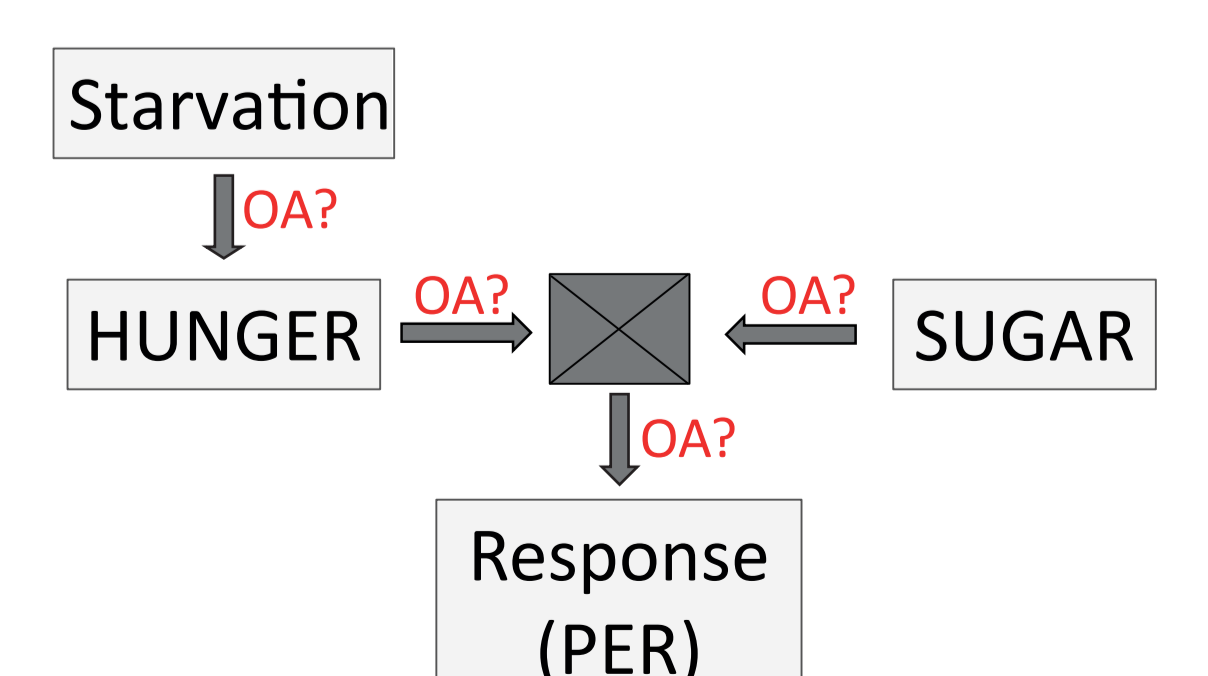 Starvation
OA?
HUNGER
OA?
OA?
SUGAR
OA?
Response
(PER)